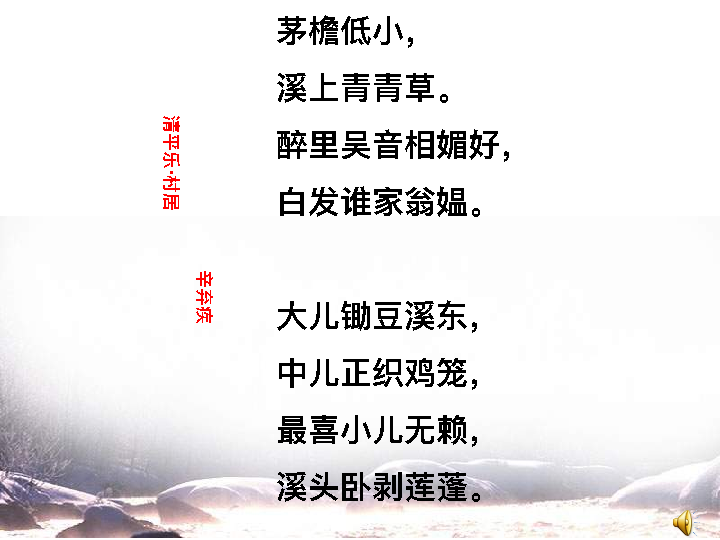 清平乐·村居
辛弃疾
茅檐低小，
溪上青青草。
醉里吴音相媚好，
白发谁家翁媪。
大儿锄豆溪东，
中儿正织鸡笼，
最喜小儿无赖，
溪头卧剥莲蓬。